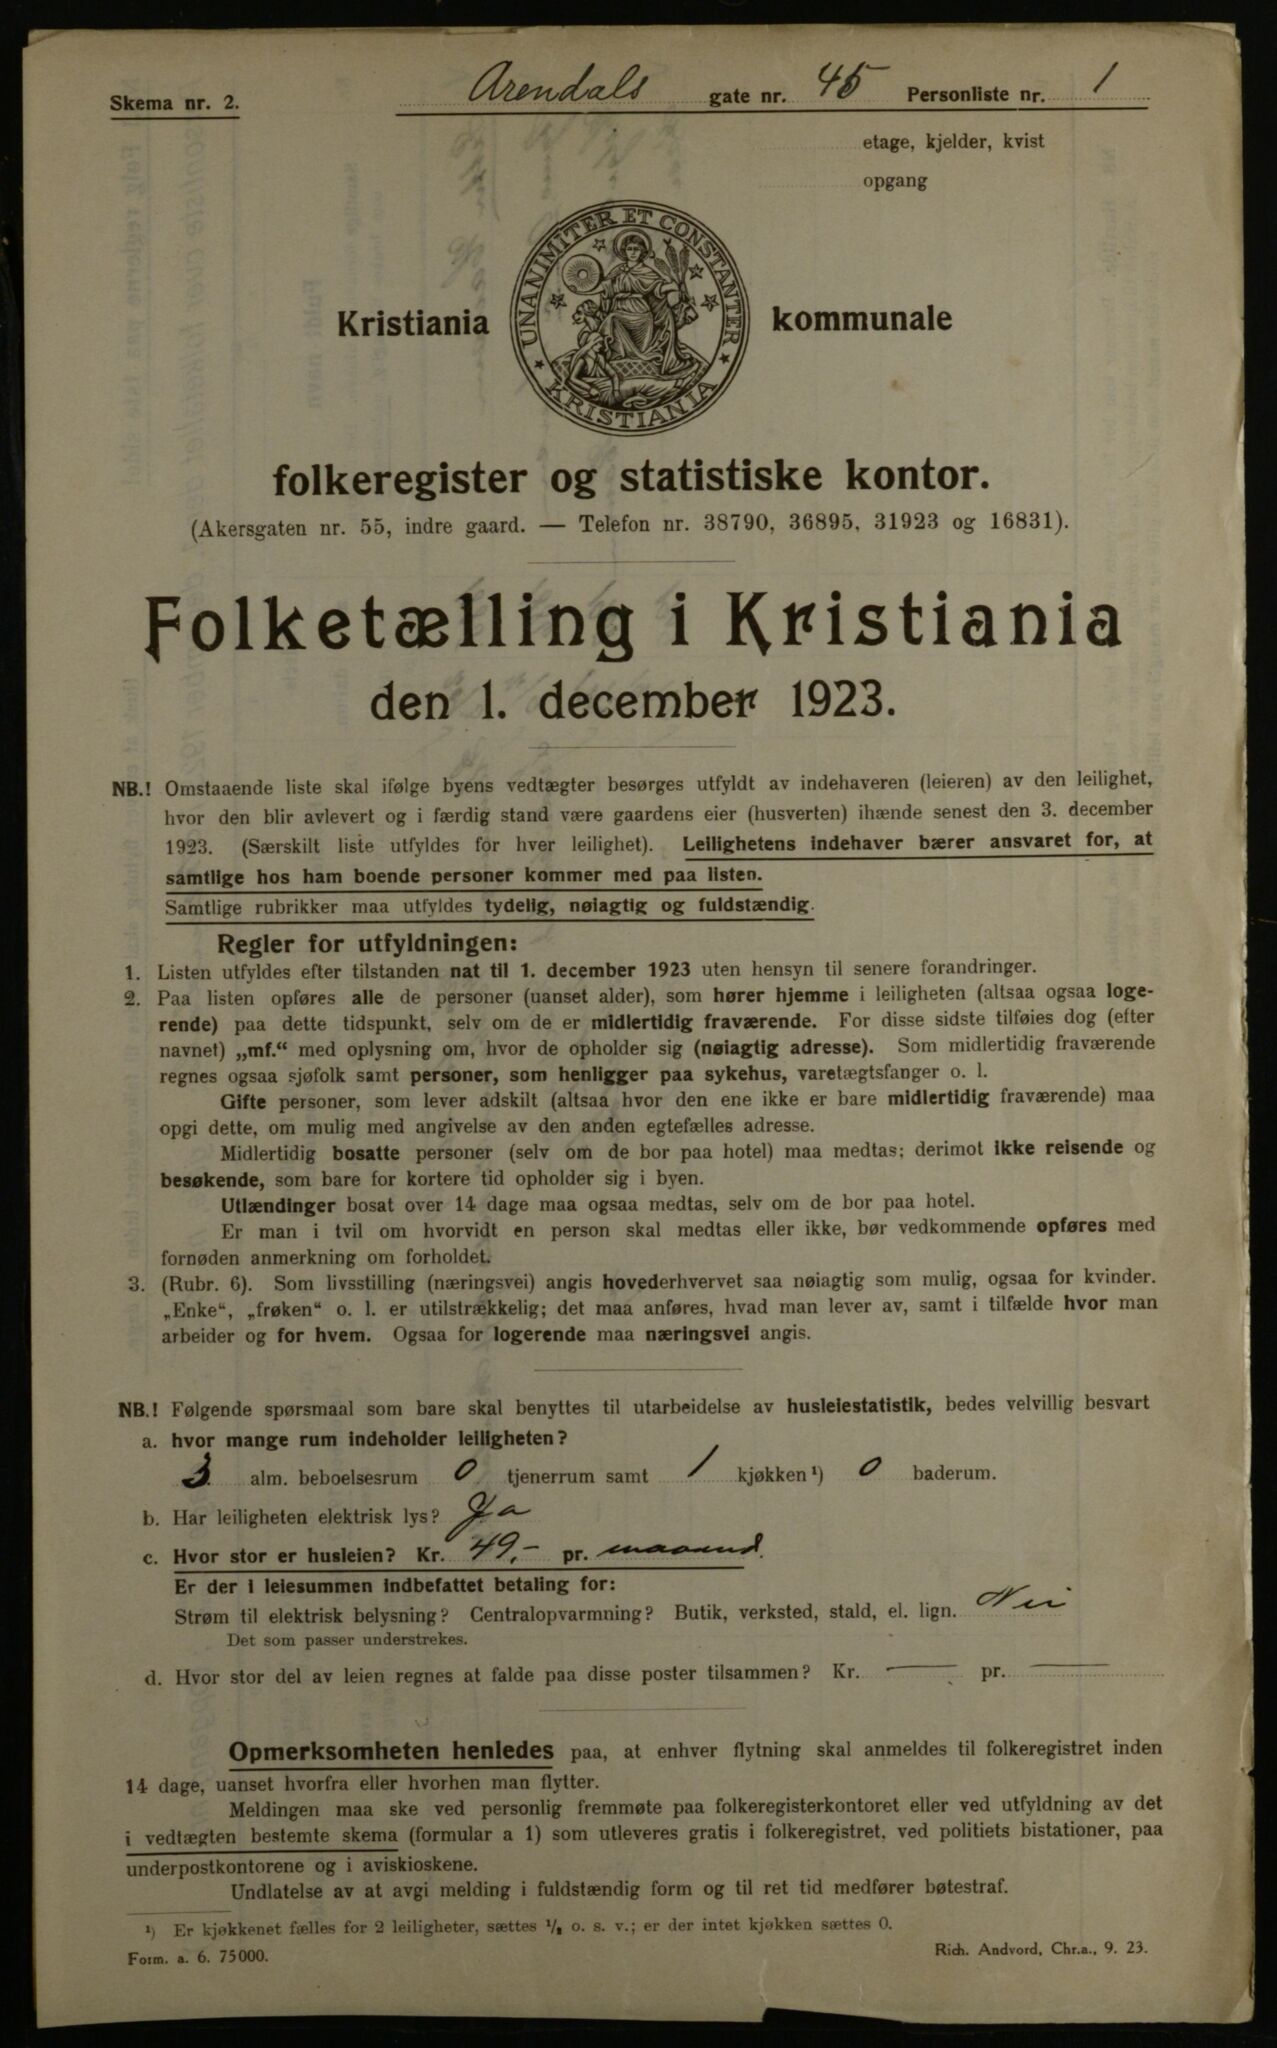 Skema nr. 2.
Arendals gate nr. 45 Personliste nr. 1
etage, kjelder, kvist
opgang
UNANIMITER ET CONSTANTER
KRISTIANIA
Kristiania kommunale
folkeregister og statistiske kontor.
(Akersgaten nr. 55, indre gaard. — Telefon nr. 38790, 36895, 31923 og 16831).
Folketælling i Kristiania
den 1. december 1923.
NB.! Omstaaende liste skal ifølge byens vedtægter besørges utfyldt av indehaveren (leieren) av den leilighet,
hvor den blir avlevert og i færdig stand være gaardens eier (husverten) ihænde senest den 3. december
1923. (Særskilt liste utfyldes for hver leilighet). Leilighetens indehaver bærer ansvaret for, at
samtlige hos ham boende personer kommer med paa listen.
Samtlige rubrikker maa utfyldes tydelig, nøiagtig og fuldstændig.
Regler for utfyldningen:
1. Listen utfyldes efter tilstanden nat til 1. december 1923 uten hensyn til senere forandringer.
2. Paa listen opføres alle de personer (uanset alder), som hører hjemme i leiligheten (altsaa ogsaa loge-
rende) paa dette tidspunkt, selv om de er midlertidig fraværende. For disse sidste tilføies dog (efter
navnet) „mf.“ med oplysning om, hvor de opholder sig (nøiagtig adresse). Som midlertidig fraværende
regnes ogsaa sjøfolk samt personer, som henligger paa sykehus, varetægtsfanger o. l.
Gifte personer, som lever adskilt (altsaa hvor den ene ikke er bare midlertidig fraværende) maa
opgi dette, om mulig med angivelse av den anden egtefælles adresse.
Midlertidig bosatte personer (selv om de bor paa hotel) maa medtas; derimot ikke reisende og
besøkende, som bare for kortere tid opholder sig i byen.
Utlændinger bosat over 14 dage maa ogsaa medtas, selv om de bor paa hotel.
Er man i tvil om hvorvidt en person skal medtas eller ikke, bør vedkommende opføres med
fornøden anmerkning om forholdet.
3. (Rubr. 6). Som livsstilling (næringsvei) angis hovederhvervet saa nøiagtig som mulig, ogsaa for kvinder.
„Enke“, „frøken“ o. l. er utilstrækkelig; det maa anføres, hvad man lever av, samt i tilfælde hvor man
arbeider og for hvem. Ogsaa for logerende maa næringsvei angis.
NB.! Følgende spørsmaal som bare skal benyttes til utarbeidelse av husleiestatistik, bedes velvillig besvart
a. hvor mange rum indeholder leiligheten?
3 alm. beboelsesrum 0 tjenerrum samt 1 kjøkken ¹) 0 baderum.
b. Har leiligheten elektrisk lys? Ja
c. Hvor stor er husleien? Kr. 49,- pr. maaned.
Er der i leiesummen indbefattet betaling for:
Strøm til elektrisk belysning? Centralopvarmning? Butik, verksted, stald, el. lign. Nei
Det som passer understrekes.
d. Hvor stor del av leien regnes at falde paa disse poster tilsammen? Kr. — pr. —
Opmerksomheten henledes paa, at enhver flytning skal anmeldes til folkeregistret inden
14 dage, uanset hvorfra eller hvorhen man flytter.
Meldingen maa ske ved personlig fremmøte paa folkeregisterkontoret eller ved utfyldning av det
i vedtægten bestemte skema (formular a 1) som utleveres gratis i folkeregistret, ved politiets bistationer, paa
underpostkontorene og i aviskioskene.
Undlatelse av at avgi melding i fuldstændig form og til ret tid medfører bøtestraf.
¹) Er kjøkkenet fælles for 2 leiligheter, sættes ½ o. s. v.; er der intet kjøkken sættes 0.
Form. a. 6. 75000. Rich. Andvord, Chr.a., 9. 23.